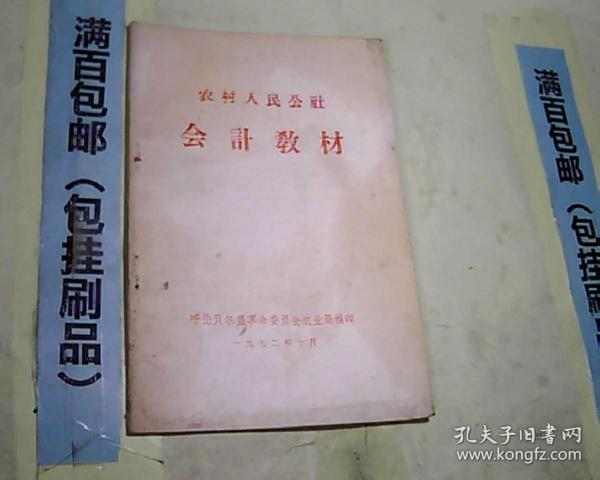 满百包邮（包挂刷品）
农村人民公社
会計教材
呼伦贝尔盟革命委员会农业局编印
一九七二年十月
满百包邮（包挂刷
孔夫子旧书网
www.kongfz.com